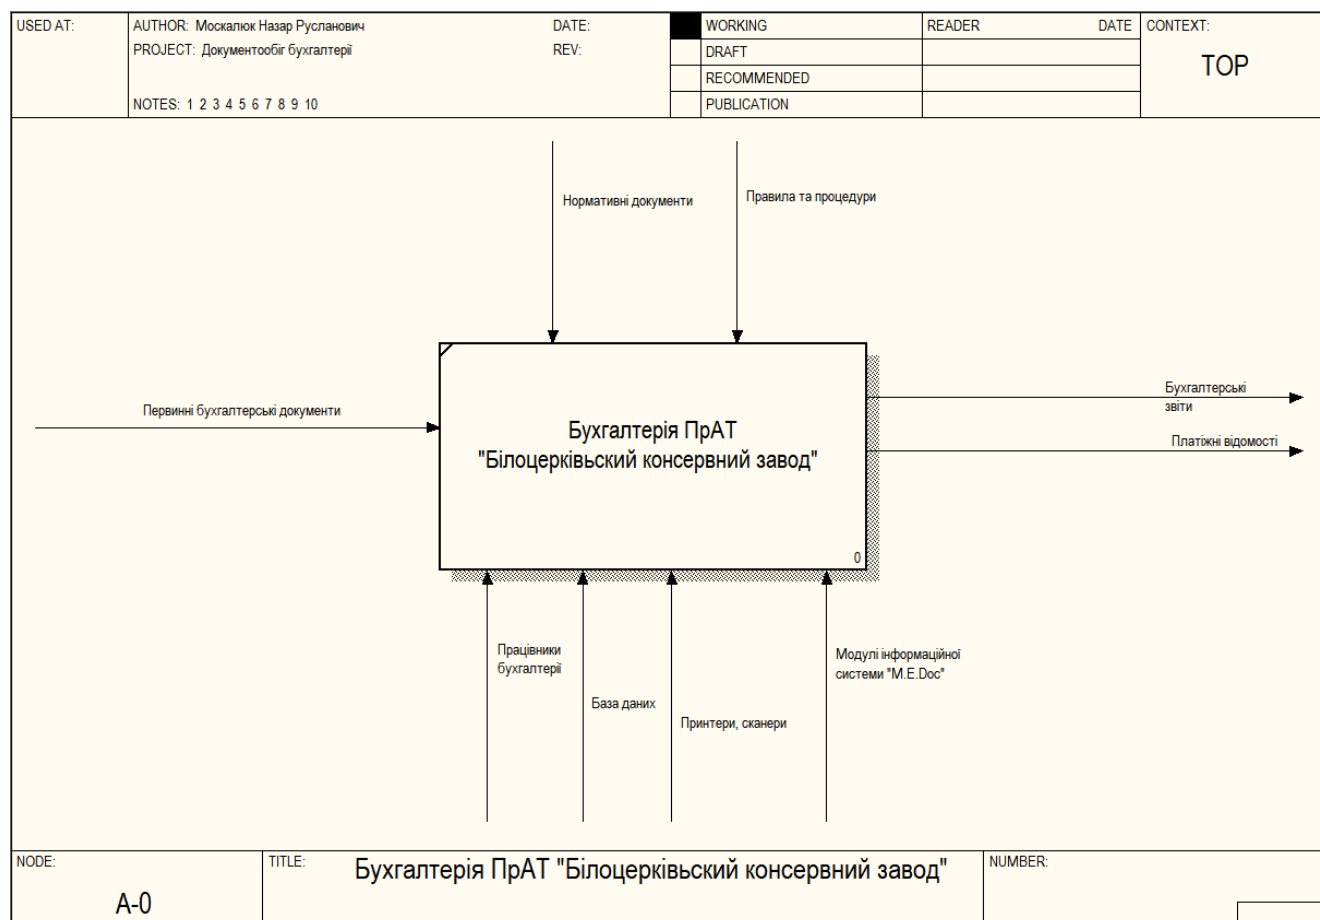 USED AT:
AUTHOR: Москалюк Назар Русланович
DATE:
WORKING
READER
DATE
CONTEXT:
PROJECT: Документообіг бухгалтерії
REV:
DRAFT
TOP
RECOMMENDED
NOTES: 1 2 3 4 5 6 7 8 9 10
PUBLICATION
Нормативні документи
Правила та процедури
Первинні бухгалтерські документи
Бухгалтерія ПрАТ
"Білоцерківьский консервний завод"
0
Бухгалтерські
звіти
Платіжні відомості
Працівники
бухгалтерії
База даних
Принтери, сканери
Модулі інформаційної
системи "M.E.Doc"
NODE:
A-0
TITLE:
Бухгалтерія ПрАТ "Білоцерківьский консервний завод"
NUMBER: